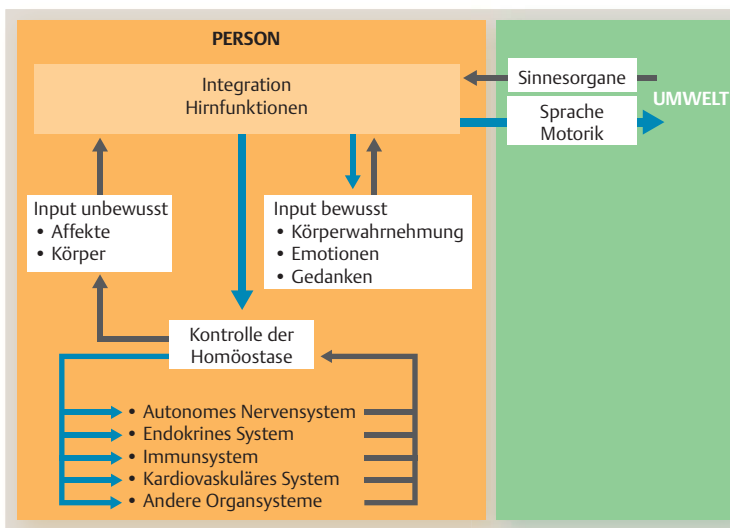 PERSON
Integration
Hirnfunktionen
Sinnesorgane
UMWELT
Sprache
Motorik
Input unbewusst
• Affekte
• Körper
Input bewusst
• Körperwahrnehmung
• Emotionen
• Gedanken
Kontrolle der
Homöostase
• Autonomes Nervensystem
• Endokrines System
• Immunsystem
• Kardiovaskuläres System
• Andere Organsysteme